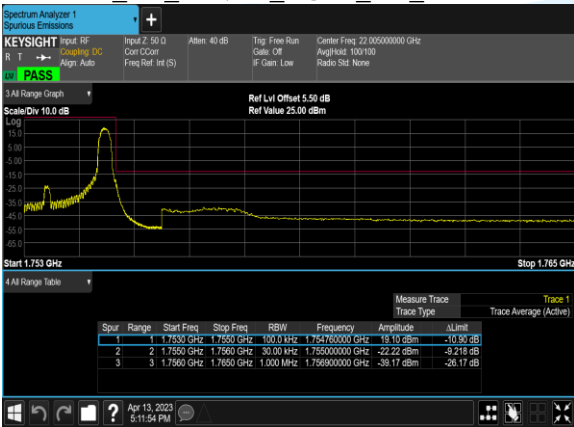 Spectrum Analyzer 1
Spurious Emissions
KEYSIGHT
R T
LXI PASS
Input: RF
Coupling: DC
Align: Auto
Input Z: 50 Ω
Corr CCorr
Freq Ref: Int (S)
Atten: 40 dB
Trig: Free Run
Gate: Off
IF Gain: Low
Center Freq: 22.005000000 GHz
Avg|Hold: 100/100
Radio Std: None
3 All Range Graph
Scale/Div 10.0 dB
Ref Lvl Offset 5.50 dB
Ref Value 25.00 dBm
Log
15.0
5.00
-5.00
-15.0
-25.0
-35.0
-45.0
-55.0
-65.0
Start 1.753 GHz
Stop 1.765 GHz
4 All Range Table
Measure Trace Trace 1
Trace Type Trace Average (Active)
Spur Range Start Freq Stop Freq RBW Frequency Amplitude ΔLimit
1 1 1.7530 GHz 1.7550 GHz 100.0 kHz 1.754760000 GHz 19.10 dBm -10.90 dB
2 2 1.7550 GHz 1.7560 GHz 30.00 kHz 1.755000000 GHz -22.22 dBm -9.218 dB
3 3 1.7560 GHz 1.7650 GHz 1.000 MHz 1.756900000 GHz -39.17 dBm -26.17 dB
Apr 13, 2023
5:11:54 PM